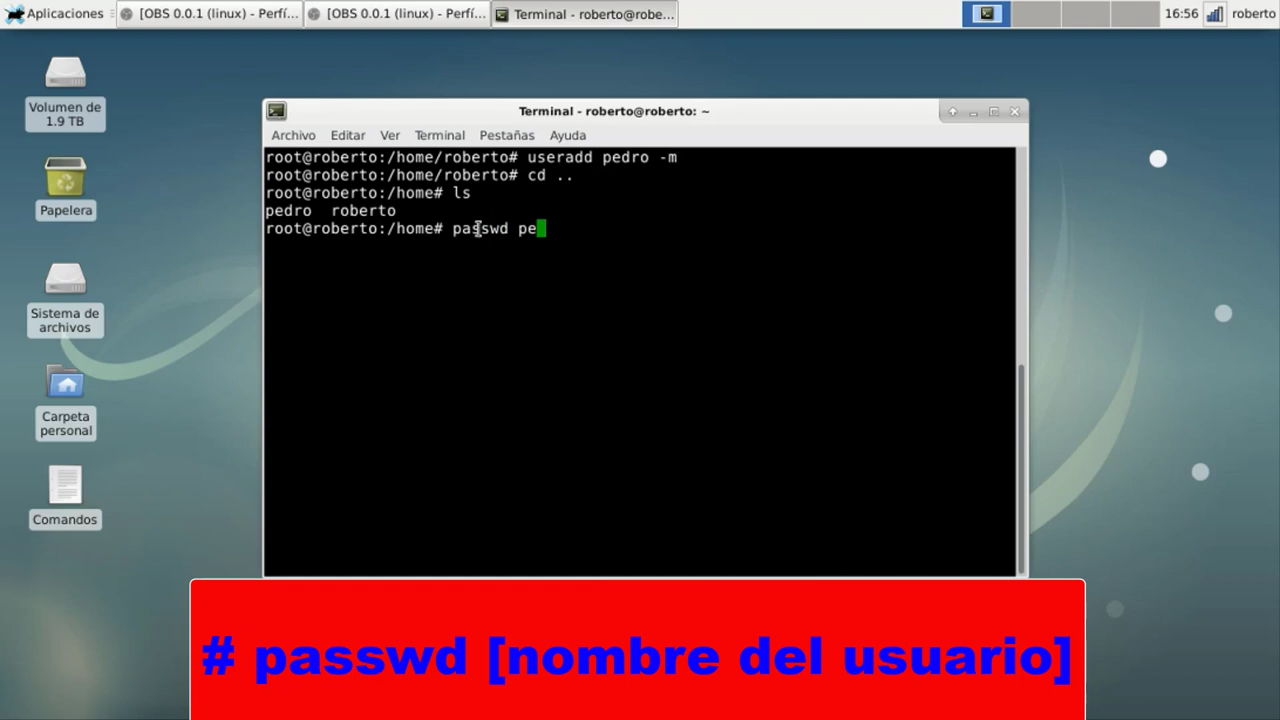 Aplicaciones
[OBS 0.0.1 (linux) - Perfí...
[OBS 0.0.1 (linux) - Perfí...
Terminal - roberto@robe...
16:56
roberto
Volumen de
1.9 TB
Papelera
Sistema de
archivos
Carpeta
personal
Comandos
Terminal - roberto@roberto: ~
Archivo Editar Ver Terminal Pestañas Ayuda
root@roberto:/home/roberto# useradd pedro -m
root@roberto:/home/roberto# cd ..
root@roberto:/home# ls
pedro  roberto
root@roberto:/home# passwd pe
# passwd [nombre del usuario]